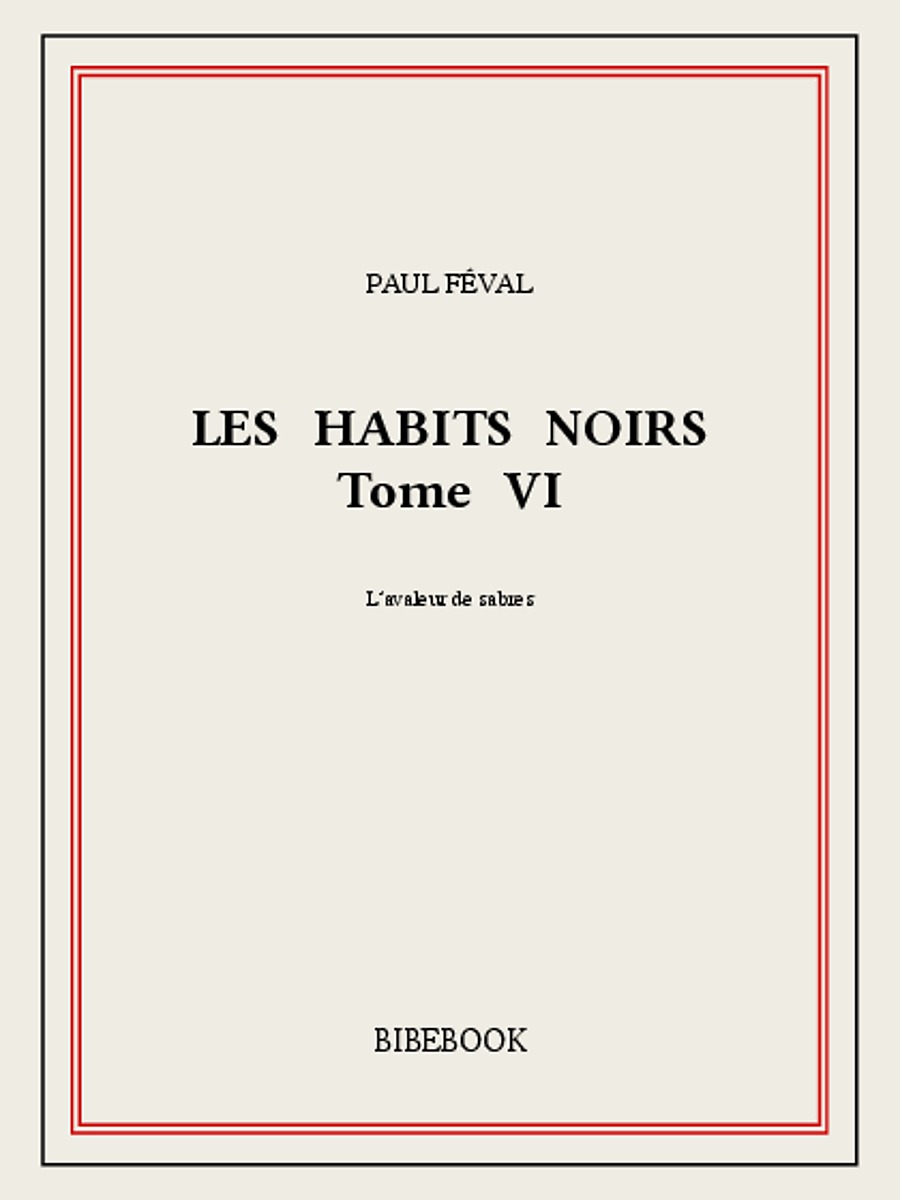 PAUL FÉVAL
LES HABITS NOIRS
Tome VI
L'avaleur de sabres
BIBEBOOK